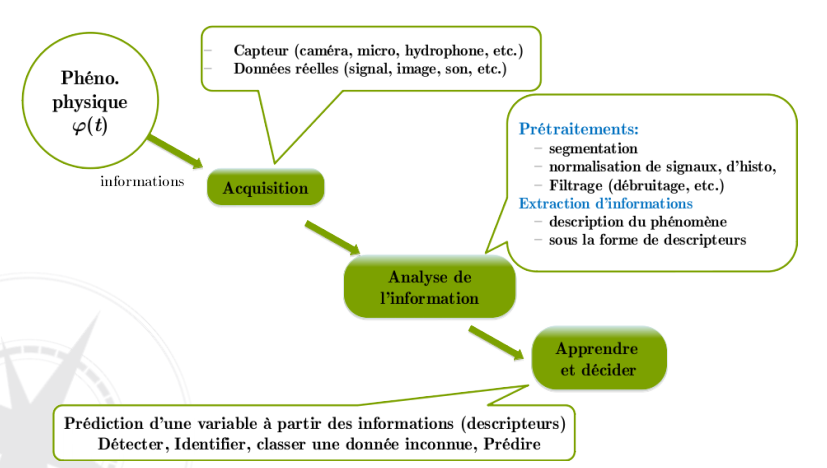 Phéno.
physique
φ(t)
informations
– Capteur (caméra, micro, hydrophone, etc.)
– Données réelles (signal, image, son, etc.)
Acquisition
Prétraitements:
– segmentation
– normalisation de signaux, d'histo,
– Filtrage (débruitage, etc.)
Extraction d'informations
– description du phénomène
– sous la forme de descripteurs
Analyse de
l'information
Apprendre
et décider
Prédiction d'une variable à partir des informations (descripteurs)
Détecter, Identifier, classer une donnée inconnue, Prédire